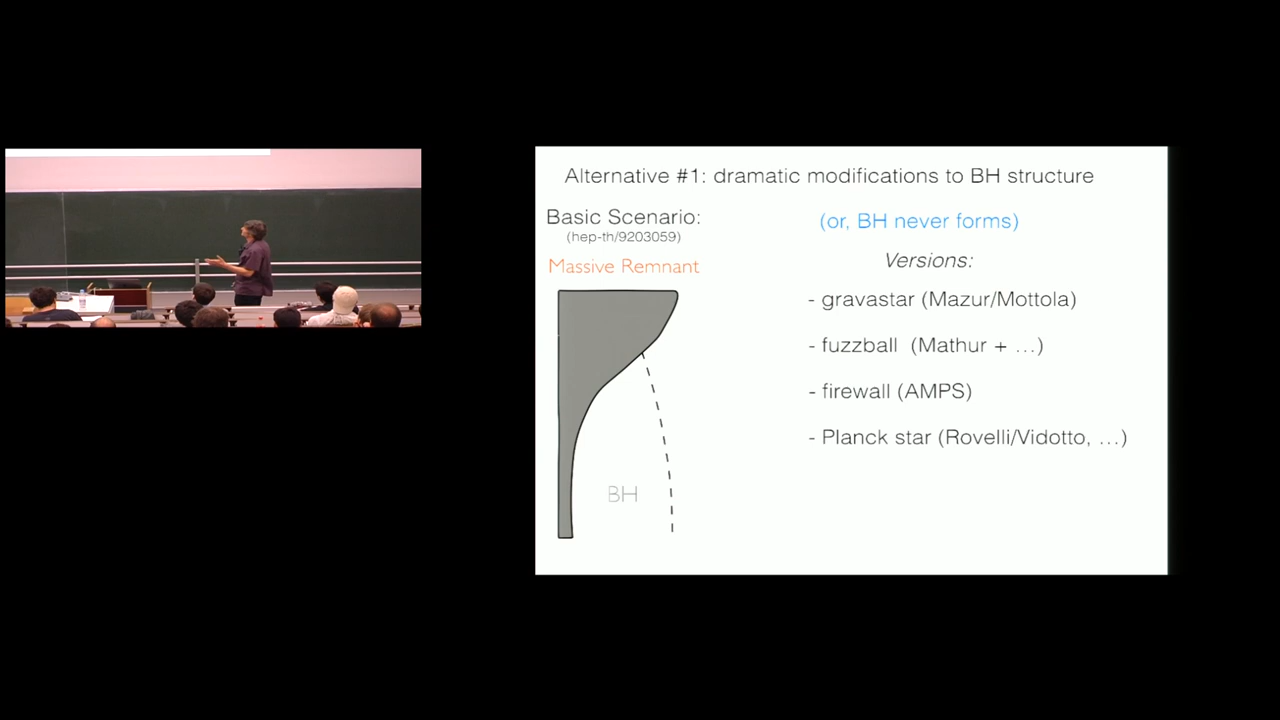 Alternative #1: dramatic modifications to BH structure
Basic Scenario:
(hep-th/9203059)
Massive Remnant
BH
(or, BH never forms)
Versions:
- gravastar (Mazur/Mottola)
- fuzzball (Mathur + …)
- firewall (AMPS)
- Planck star (Rovelli/Vidotto, …)